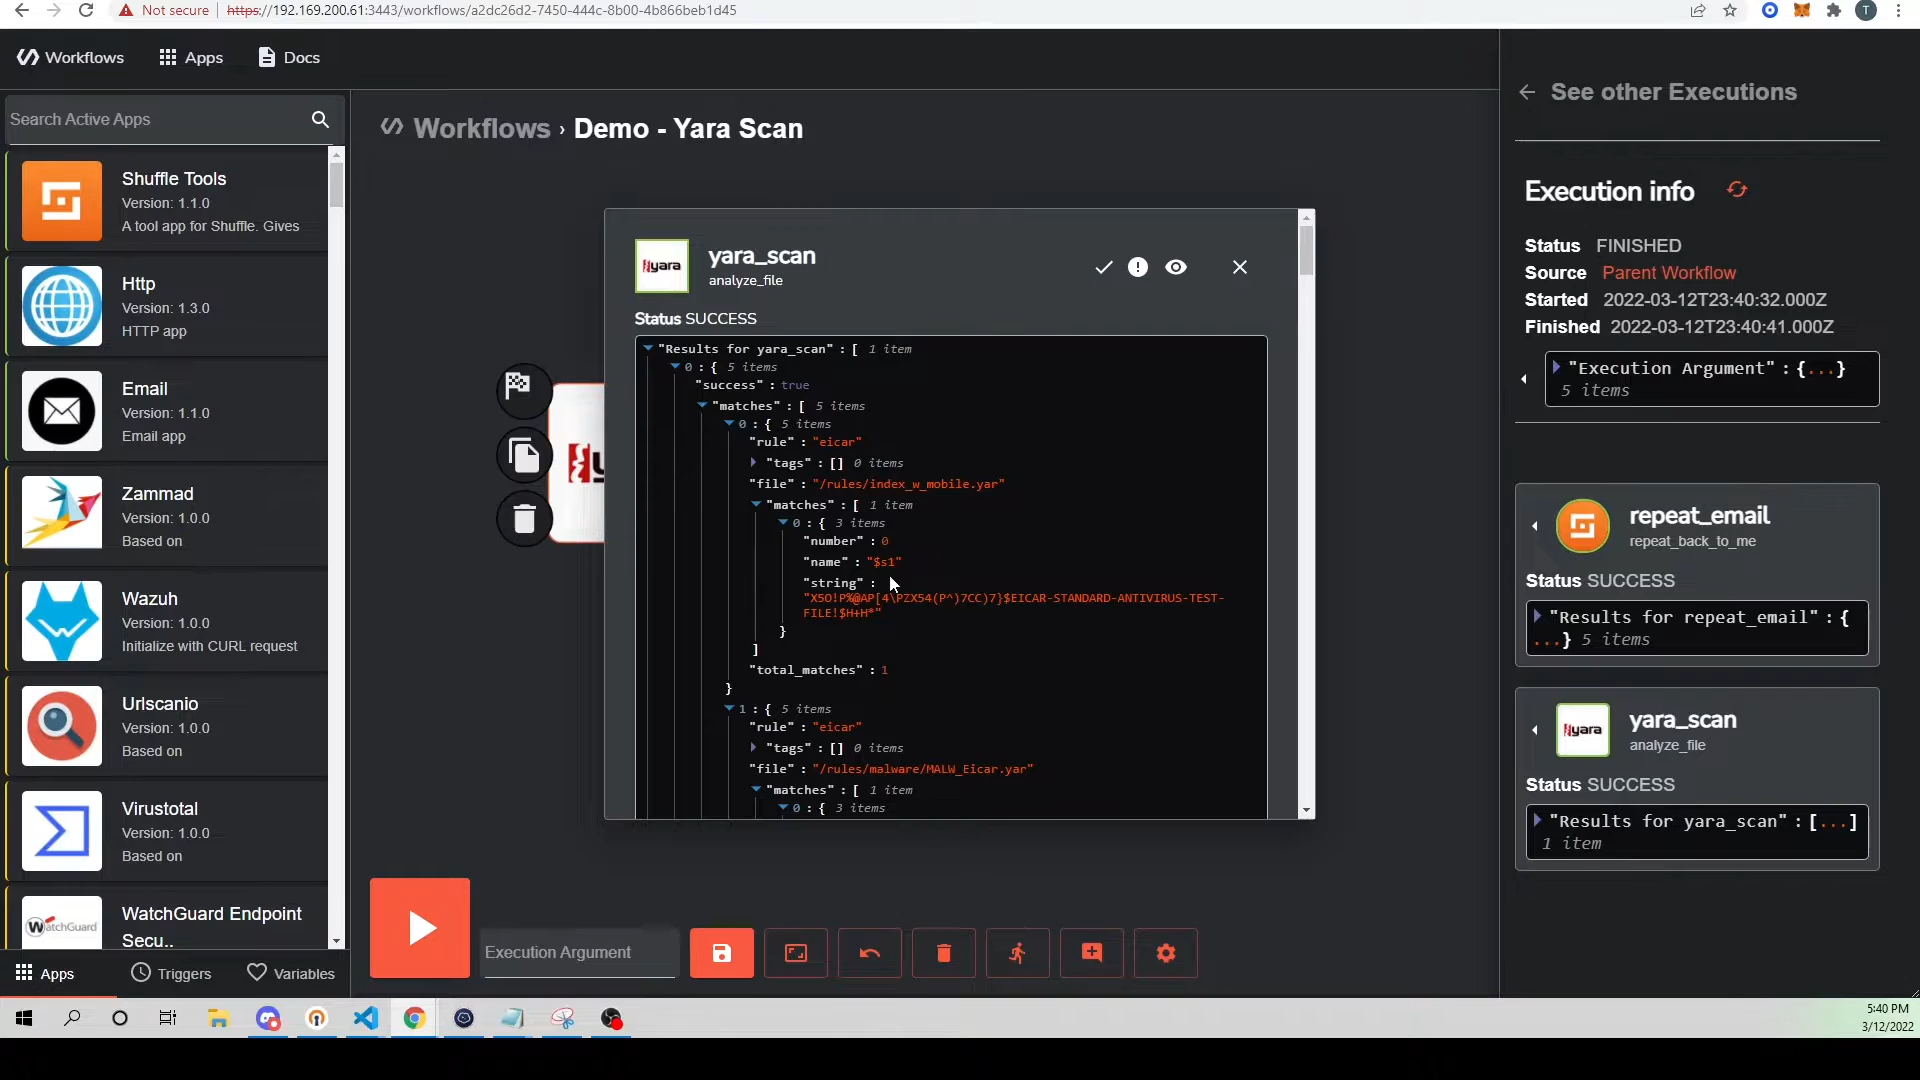 Not secure
https://192.169.200.61:3443/workflows/a2dc26d2-7450-444c-8b00-4b866beb1d45
T
Workflows
Apps
Docs
Search Active Apps
Shuffle Tools
Version: 1.1.0
A tool app for Shuffle. Gives
Http
Version: 1.3.0
HTTP app
Email
Version: 1.1.0
Email app
Zammad
Version: 1.0.0
Based on
Wazuh
Version: 1.0.0
Initialize with CURL request
Urlscanio
Version: 1.0.0
Based on
Virustotal
Version: 1.0.0
Based on
WatchGuard
WatchGuard Endpoint
Secu..
Apps
Triggers
Variables
Workflows › Demo - Yara Scan
yara
yara_scan
analyze_file
Status SUCCESS
"Results for yara_scan" : [ 1 item
0 : { 5 items
"success" : true
"matches" : [ 5 items
0 : { 5 items
"rule" : "eicar"
"tags" : [] 0 items
"file" : "/rules/index_w_mobile.yar"
"matches" : [ 1 item
0 : { 3 items
"number" : 0
"name" : "$s1"
"string" :
"X5O!P%@AP[4\PZX54(P^)7CC)7}$EICAR-STANDARD-ANTIVIRUS-TEST-
FILE!$H+H*"
}
]
"total_matches" : 1
}
1 : { 5 items
"rule" : "eicar"
"tags" : [] 0 items
"file" : "/rules/malware/MALW_Eicar.yar"
"matches" : [ 1 item
0 : { 3 items
Execution Argument
See other Executions
Execution info
Status FINISHED
Source Parent Workflow
Started 2022-03-12T23:40:32.000Z
Finished 2022-03-12T23:40:41.000Z
"Execution Argument" : {...}
5 items
repeat_email
repeat_back_to_me
Status SUCCESS
"Results for repeat_email" : {
...} 5 items
yara
yara_scan
analyze_file
Status SUCCESS
"Results for yara_scan" : [...]
1 item
5:40 PM
3/12/2022